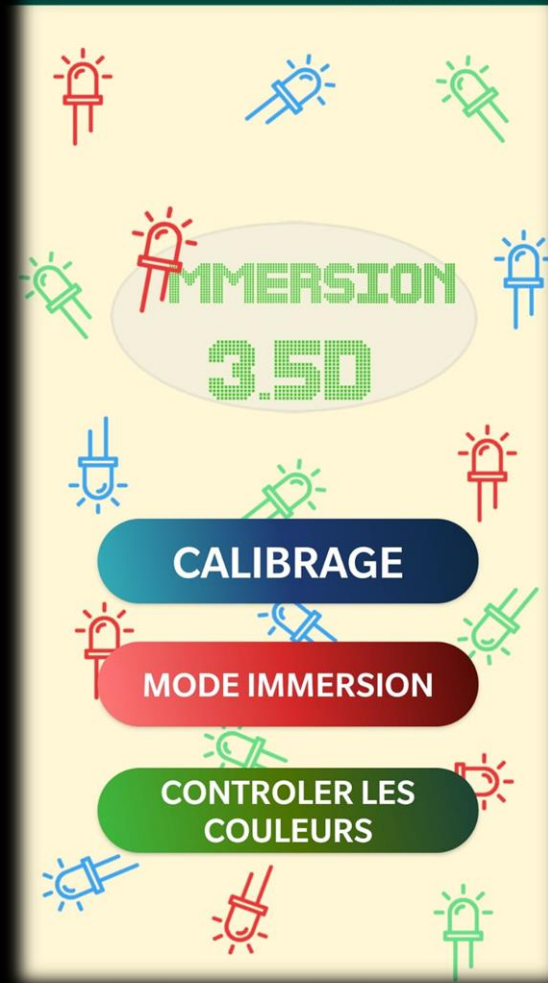 IMMERSION
3.5D
CALIBRAGE
MODE IMMERSION
CONTROLER LES
COULEURS